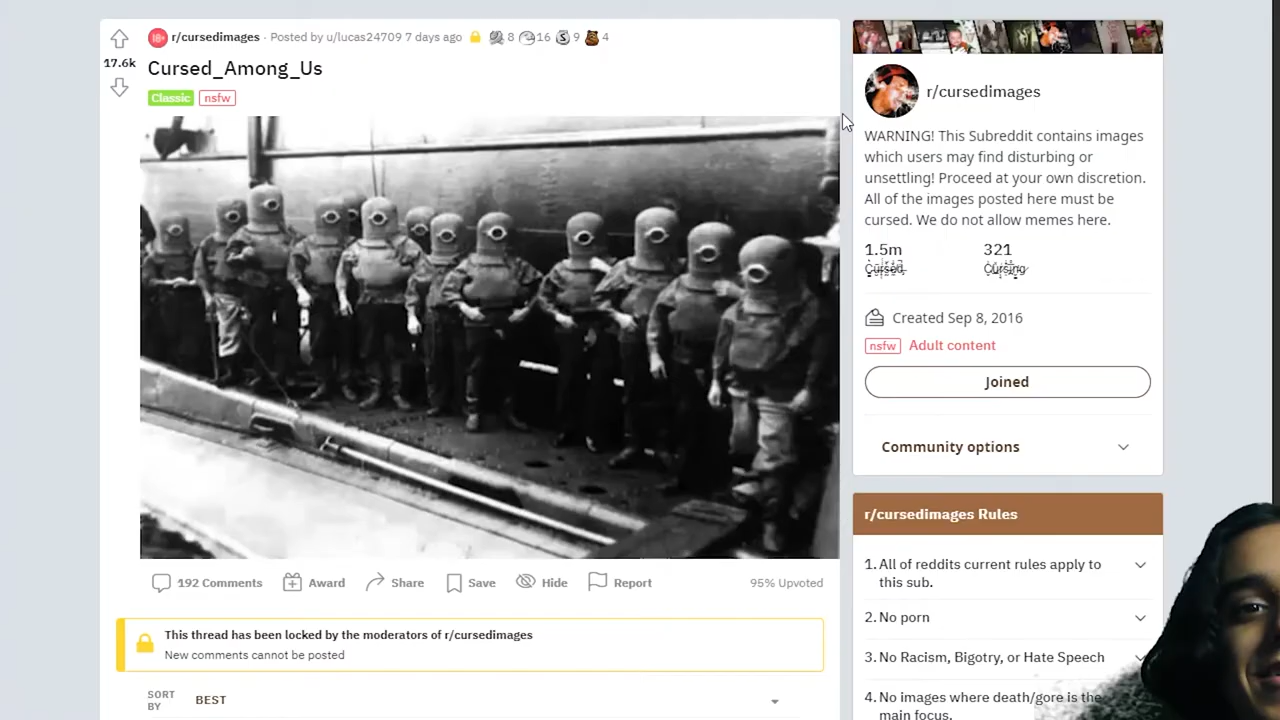 r/cursedimages · Posted by u/lucas24709 7 days ago 8 16 9 4
17.6k
Cursed_Among_Us
Classic nsfw
192 Comments Award Share Save Hide Report 95% Upvoted
This thread has been locked by the moderators of r/cursedimages
New comments cannot be posted
SORT BY BEST
r/cursedimages
WARNING! This Subreddit contains images
which users may find disturbing or
unsettling! Proceed at your own discretion.
All of the images posted here must be
cursed. We do not allow memes here.
1.5m 321
Cursed Cursing
Created Sep 8, 2016
nsfw Adult content
Joined
Community options
r/cursedimages Rules
1. All of reddits current rules apply to
this sub.
2. No porn
3. No Racism, Bigotry, or Hate Speech
4. No images where death/gore is the
main focus.